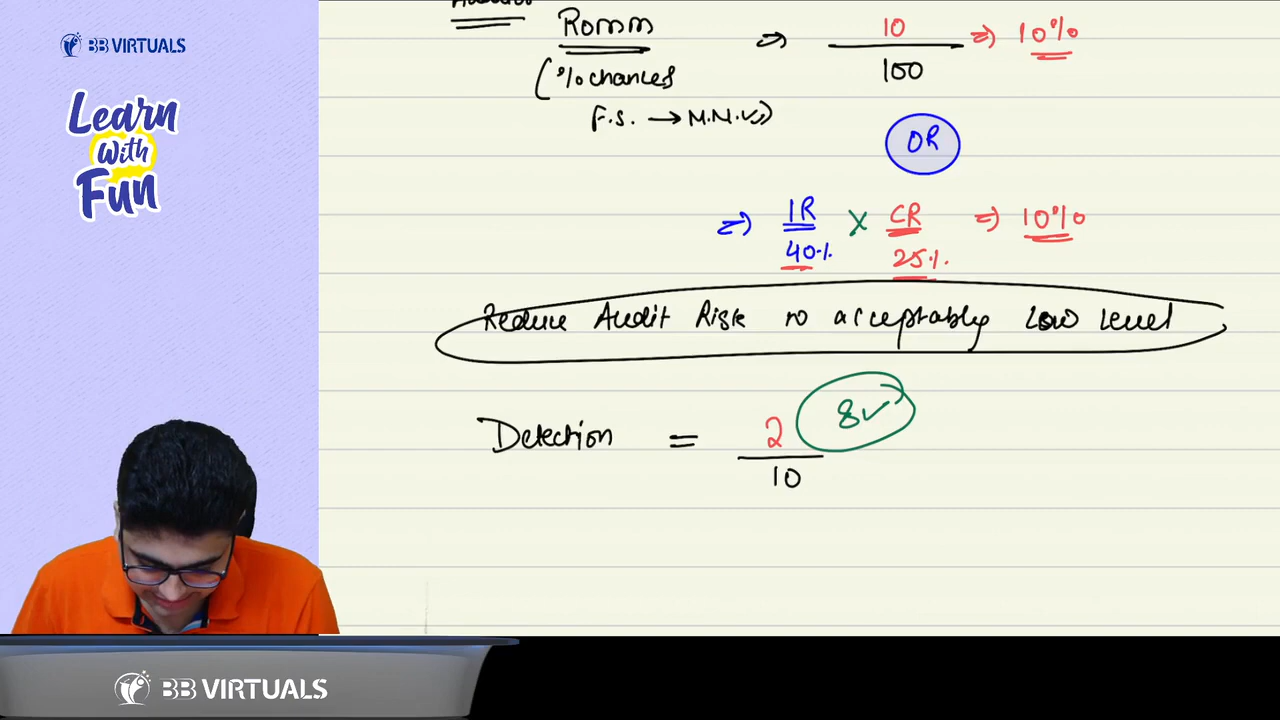 BB VIRTUALS
Learn
With
Fun
Romm
(% chances
F.S. → M.M.
⇒ 10 ⇒ 10%
100
OR
⇒ IR X CR ⇒ 10%
40% 25%
Reduce Audit Risk to acceptably Low Level
Detection = 2 8✓
10
BB VIRTUALS